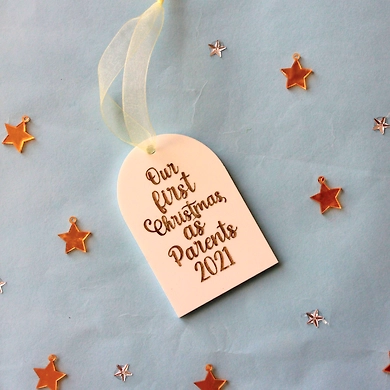 Our
first
Christmas,
as
Parents
2021